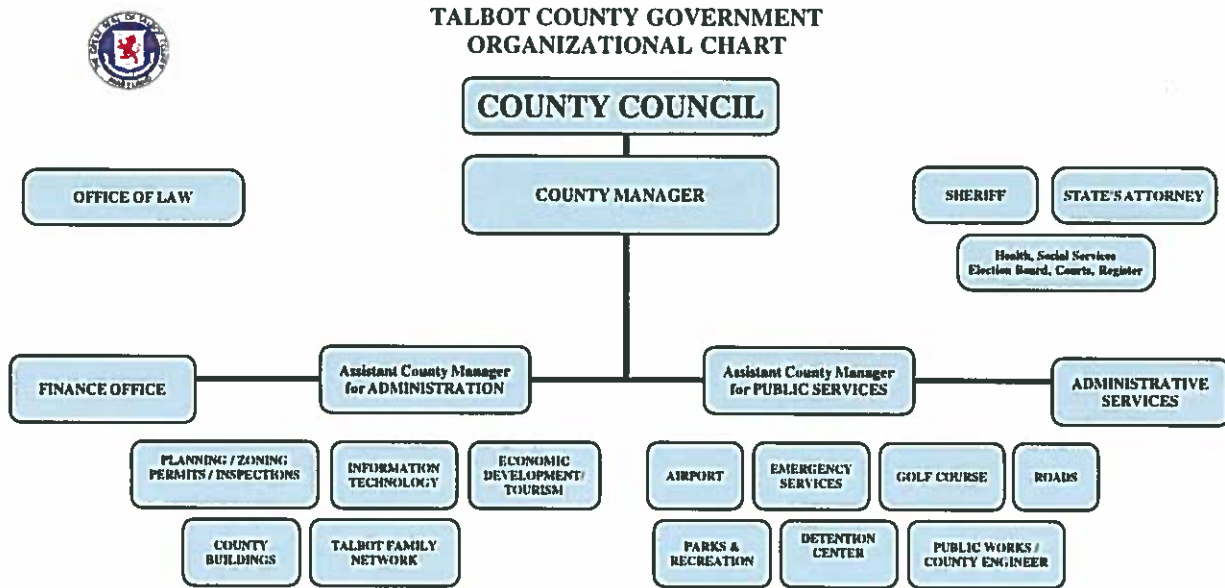 TALBOT COUNTY GOVERNMENT
ORGANIZATIONAL CHART
COUNTY COUNCIL
COUNTY MANAGER
OFFICE OF LAW
SHERIFF
STATE'S ATTORNEY
Health, Social Services
Election Board, Courts, Register
FINANCE OFFICE
Assistant County Manager
for ADMINISTRATION
Assistant County Manager
for PUBLIC SERVICES
ADMINISTRATIVE
SERVICES
PLANNING / ZONING
PERMITS / INSPECTIONS
INFORMATION
TECHNOLOGY
ECONOMIC
DEVELOPMENT/
TOURISM
AIRPORT
EMERGENCY
SERVICES
GOLF COURSE
ROADS
COUNTY
BUILDINGS
TALBOT FAMILY
NETWORK
PARKS &
RECREATION
DETENTION
CENTER
PUBLIC WORKS /
COUNTY ENGINEER